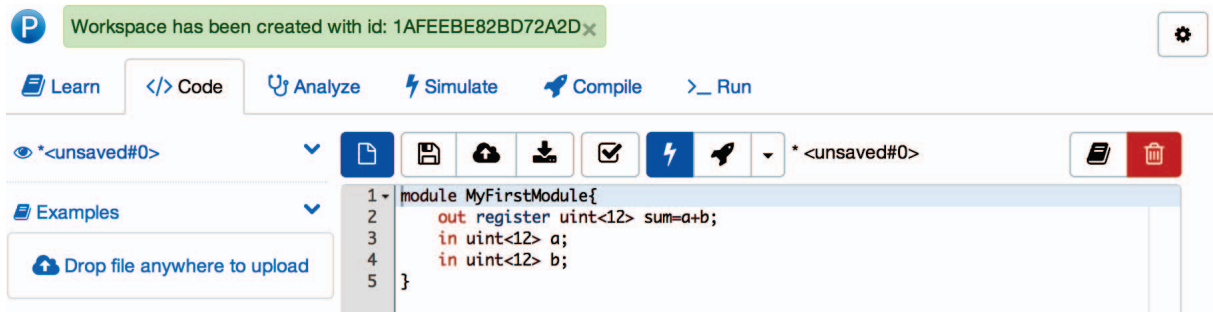 P
Workspace has been created with id: 1AFEEBE82BD72A2D×
Learn </> Code Analyze Simulate Compile >_ Run
*<unsaved#0>
* <unsaved#0>
Examples
Drop file anywhere to upload
1 module MyFirstModule{
2 out register uint<12> sum=a+b;
3 in uint<12> a;
4 in uint<12> b;
5 }